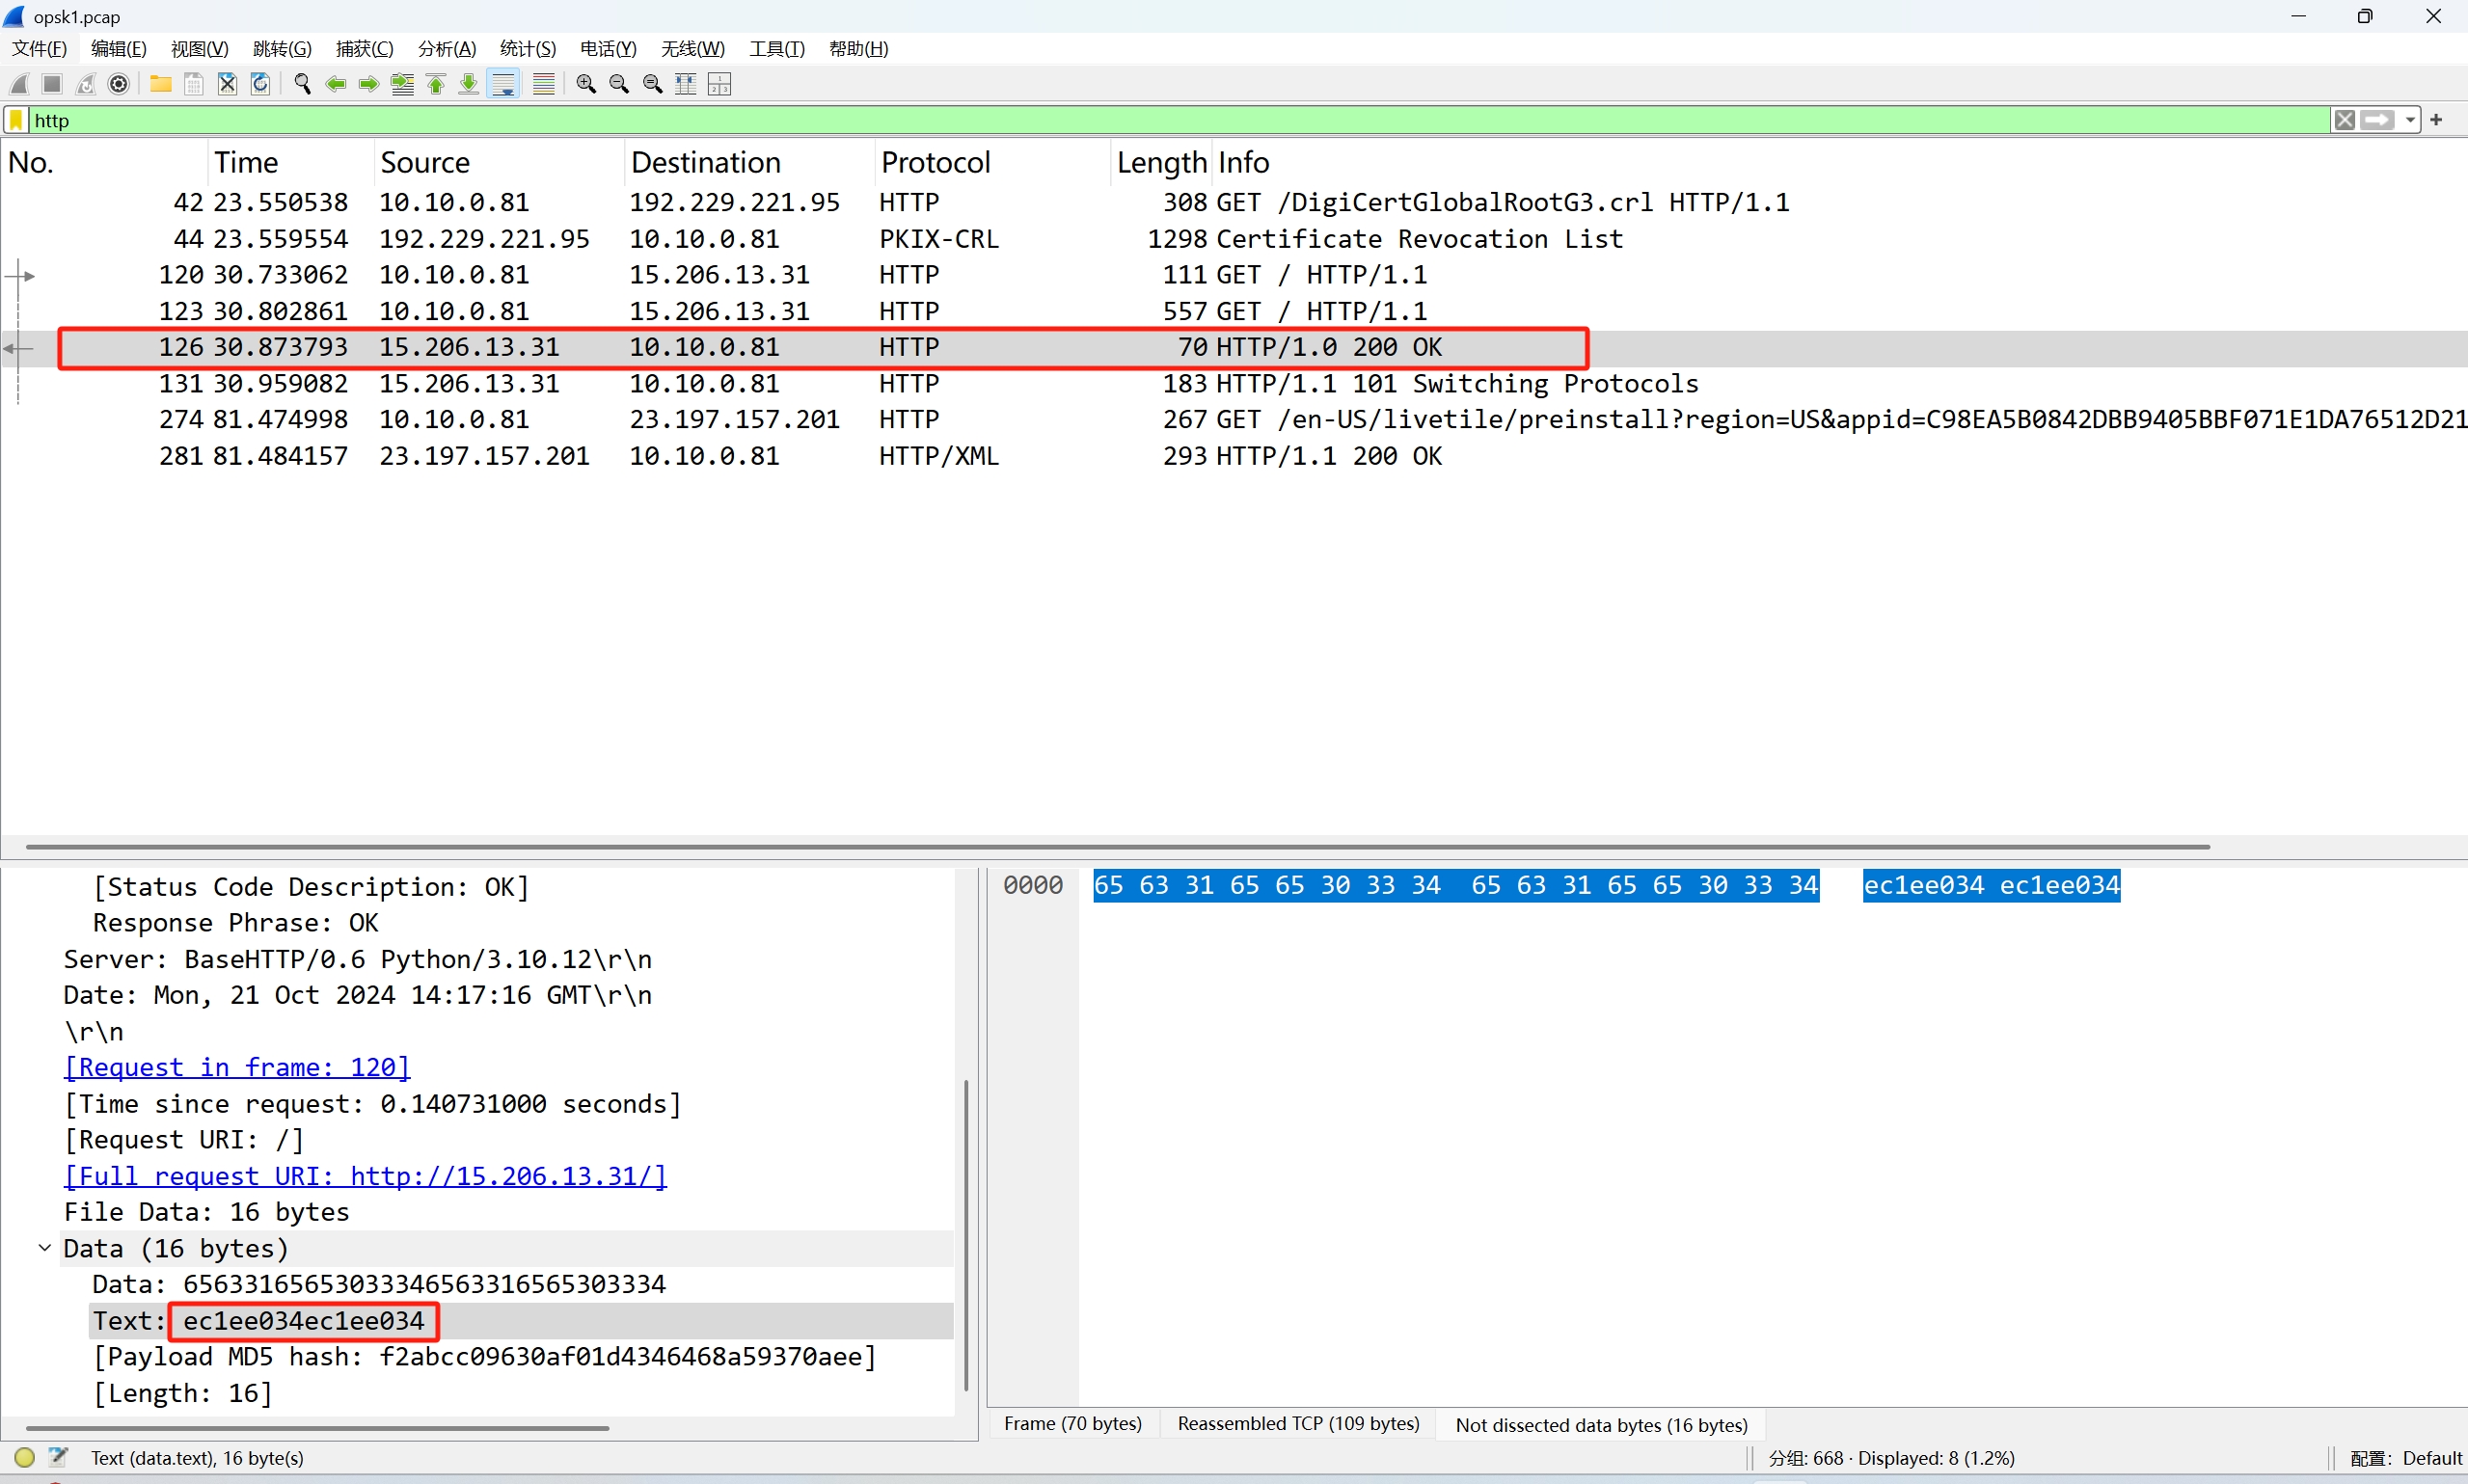 opsk1.pcap
文件(F) 编辑(E) 视图(V) 跳转(G) 捕获(C) 分析(A) 统计(S) 电话(Y) 无线(W) 工具(T) 帮助(H)
http
No. Time Source Destination Protocol Length Info
42 23.550538 10.10.0.81 192.229.221.95 HTTP 308 GET /DigiCertGlobalRootG3.crl HTTP/1.1
44 23.559554 192.229.221.95 10.10.0.81 PKIX-CRL 1298 Certificate Revocation List
120 30.733062 10.10.0.81 15.206.13.31 HTTP 111 GET / HTTP/1.1
123 30.802861 10.10.0.81 15.206.13.31 HTTP 557 GET / HTTP/1.1
126 30.873793 15.206.13.31 10.10.0.81 HTTP 70 HTTP/1.0 200 OK
131 30.959082 15.206.13.31 10.10.0.81 HTTP 183 HTTP/1.1 101 Switching Protocols
274 81.474998 10.10.0.81 23.197.157.201 HTTP 267 GET /en-US/livetile/preinstall?region=US&appid=C98EA5B0842DBB9405BBF071E1DA76512D21
281 81.484157 23.197.157.201 10.10.0.81 HTTP/XML 293 HTTP/1.1 200 OK
[Status Code Description: OK]
Response Phrase: OK
Server: BaseHTTP/0.6 Python/3.10.12\r\n
Date: Mon, 21 Oct 2024 14:17:16 GMT\r\n
\r\n
[Request in frame: 120]
[Time since request: 0.140731000 seconds]
[Request URI: /]
[Full request URI: http://15.206.13.31/]
File Data: 16 bytes
Data (16 bytes)
Data: 65633165653033346563316565303334
Text: ec1ee034ec1ee034
[Payload MD5 hash: f2abcc09630af01d4346468a59370aee]
[Length: 16]
0000 65 63 31 65 65 30 33 34 65 63 31 65 65 30 33 34 ec1ee034 ec1ee034
Frame (70 bytes) Reassembled TCP (109 bytes) Not dissected data bytes (16 bytes)
Text (data.text), 16 byte(s) 分组: 668 · Displayed: 8 (1.2%) 配置: Default